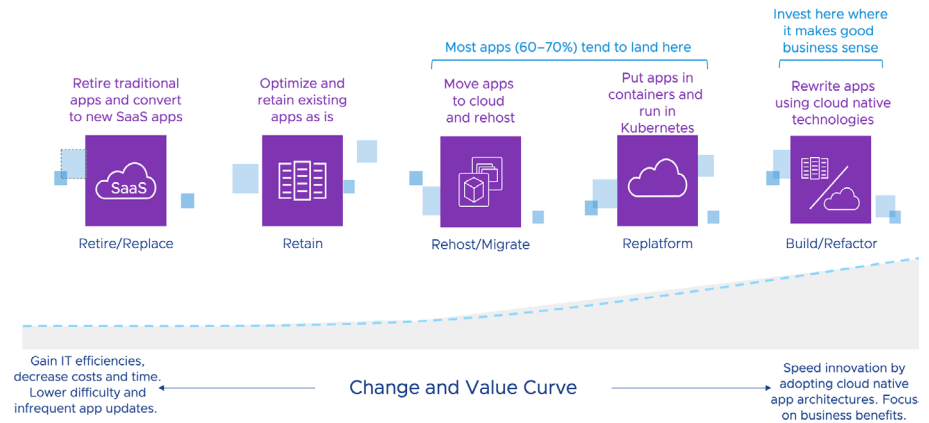 Most apps (60–70%) tend to land here
Invest here where
it makes good
business sense
Retire traditional
apps and convert
to new SaaS apps
Optimize and
retain existing
apps as is
Move apps
to cloud
and rehost
Put apps in
containers and
run in
Kubernetes
Rewrite apps
using cloud native
technologies
SaaS
Retire/Replace
Retain
Rehost/Migrate
Replatform
Build/Refactor
Gain IT efficiencies,
decrease costs and time.
Lower difficulty and
infrequent app updates.
Change and Value Curve
Speed innovation by
adopting cloud native
app architectures. Focus
on business benefits.